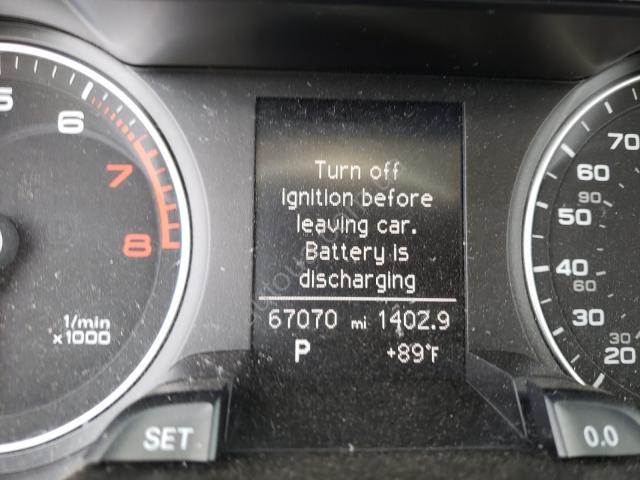 5
6
7
8
1/min
x1000
Turn off
ignition before
leaving car.
Battery is
discharging
67070 mi 1402.9
P +89°F
70
60
90
50
40
60
30
30
20
SET
0.0